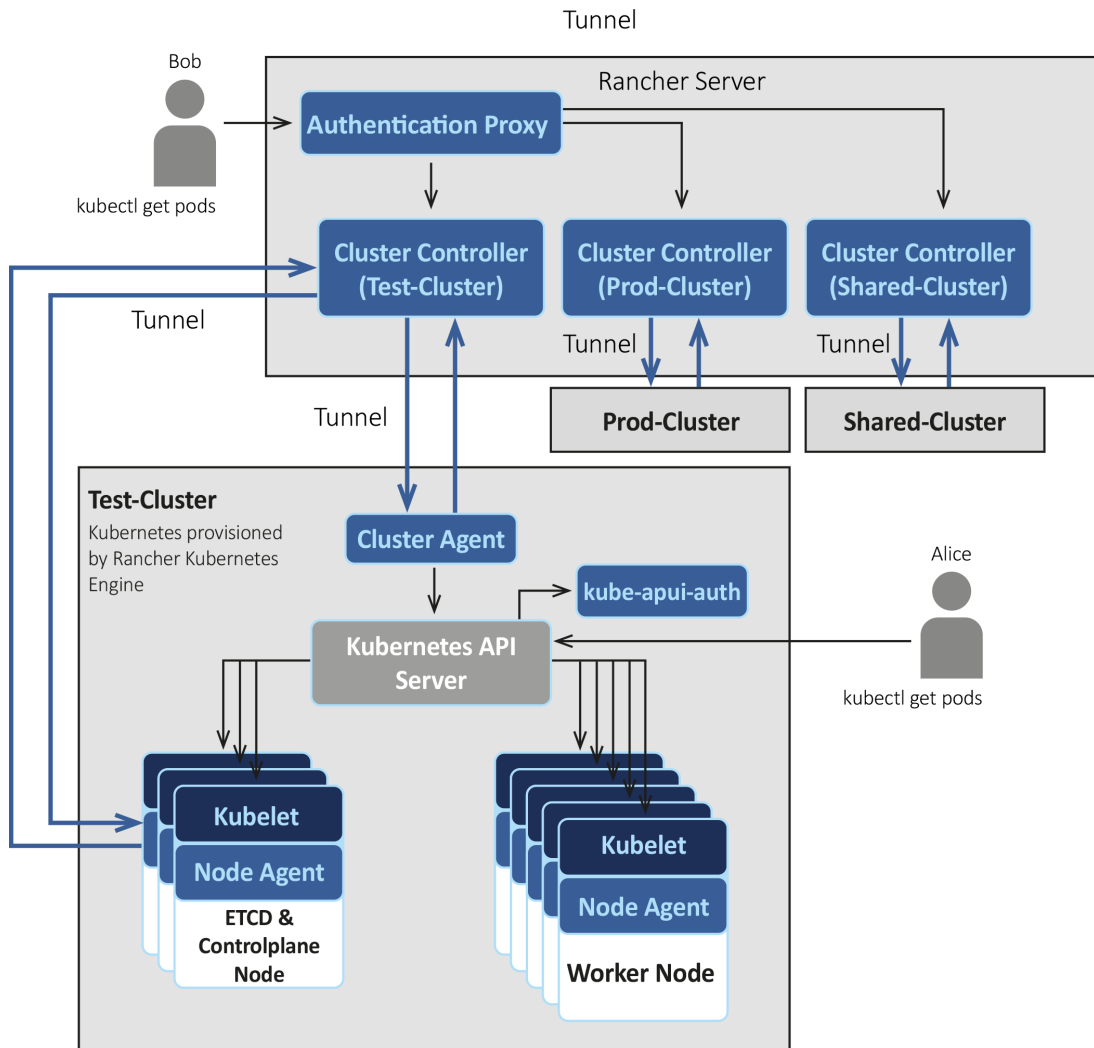 Tunnel
Bob
Rancher Server
Authentication Proxy
kubectl get pods
Cluster Controller
(Test-Cluster)
Cluster Controller
(Prod-Cluster)
Cluster Controller
(Shared-Cluster)
Tunnel
Tunnel
Tunnel
Tunnel
Prod-Cluster
Shared-Cluster
Test-Cluster
Kubernetes provisioned
by Rancher Kubernetes
Engine
Cluster Agent
kube-apui-auth
Alice
Kubernetes API
Server
kubectl get pods
Kubelet
Node Agent
ETCD &
Controlplane
Node
Kubelet
Node Agent
Worker Node